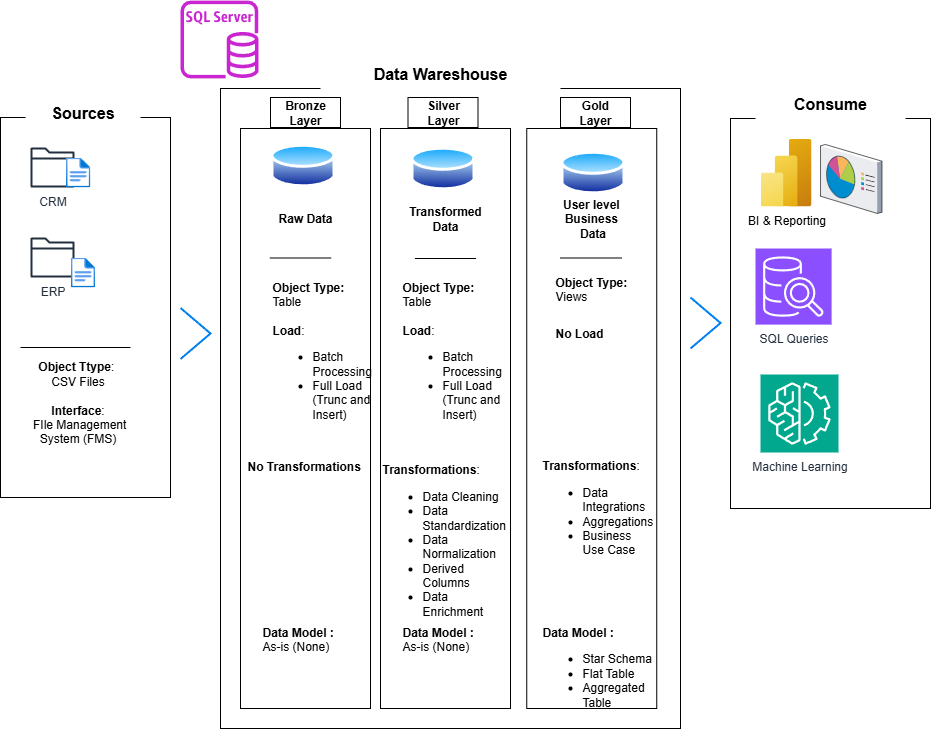 SQL Server
Data Wareshouse
Sources
CRM
ERP
Object Ttype:
CSV Files
Interface:
FIle Management
System (FMS)
Bronze
Layer
Raw Data
Object Type:
Table
Load:
• Batch
Processing
• Full Load
(Trunc and
Insert)
No Transformations
Data Model :
As-is (None)
Silver
Layer
Transformed
Data
Object Type:
Table
Load:
• Batch
Processing
• Full Load
(Trunc and
Insert)
Transformations:
• Data Cleaning
• Data
Standardization
• Data
Normalization
• Derived
Columns
• Data
Enrichment
Data Model :
As-is (None)
Gold
Layer
User level
Business
Data
Object Type:
Views
No Load
Transformations:
• Data
Integrations
• Aggregations
• Business
Use Case
Data Model :
• Star Schema
• Flat Table
• Aggregated
Table
Consume
BI & Reporting
SQL Queries
Machine Learning